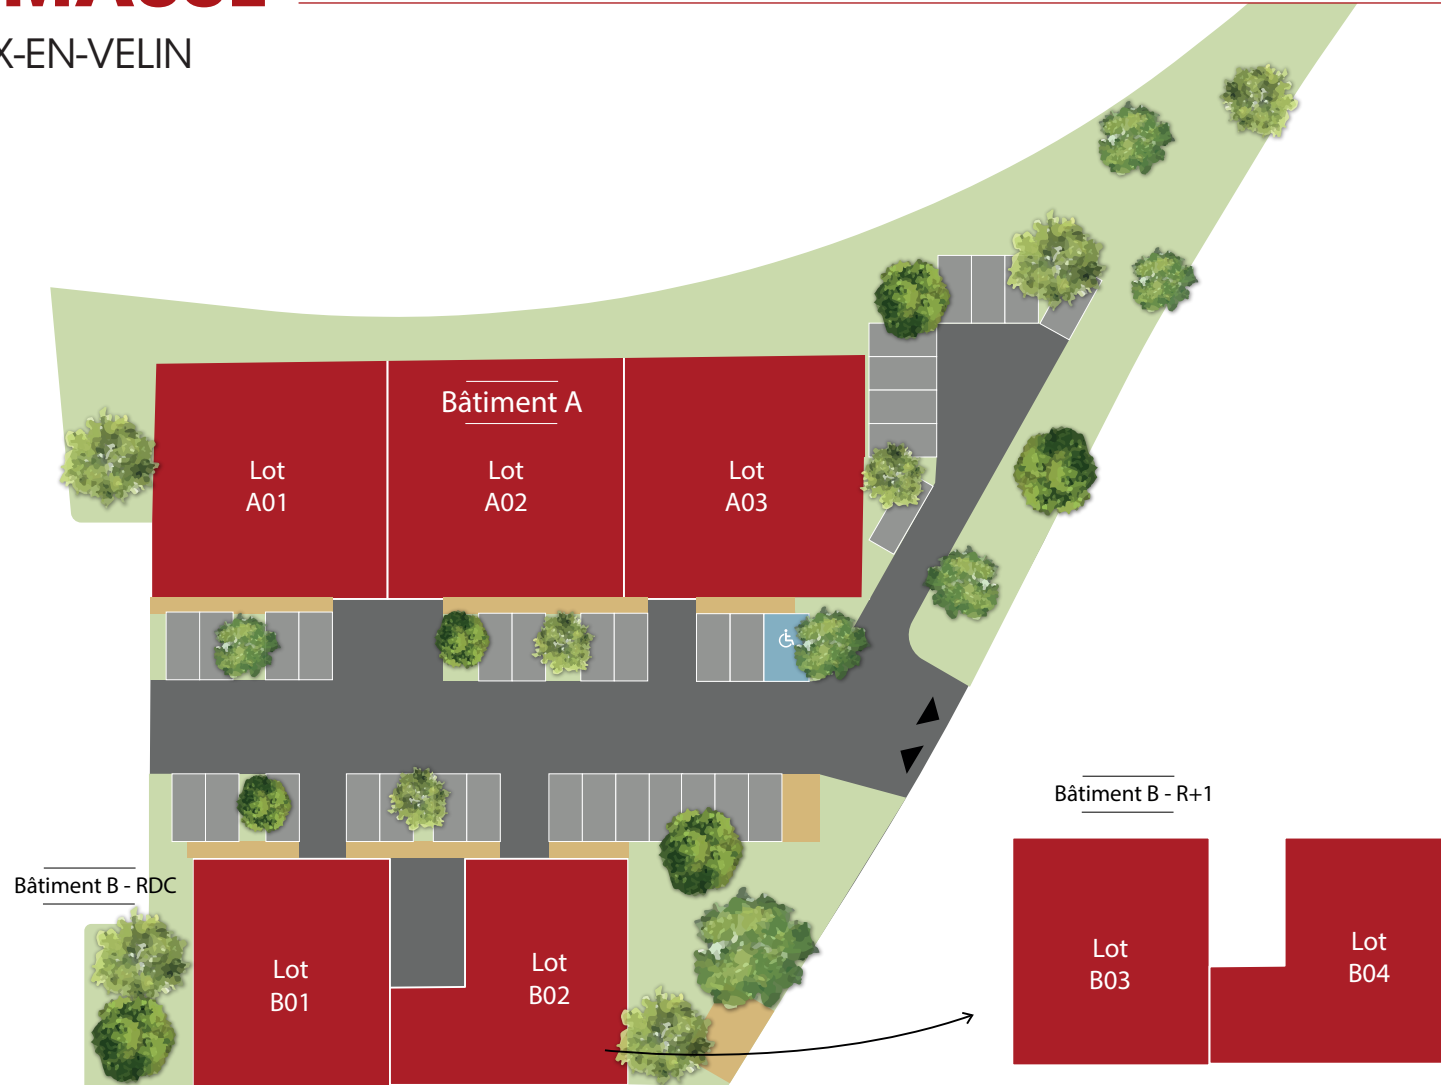 MASSE
X-EN-VELIN
Bâtiment A
Lot
A01
Lot
A02
Lot
A03
Bâtiment B - R+1
Bâtiment B - RDC
Lot
B01
Lot
B02
Lot
B03
Lot
B04